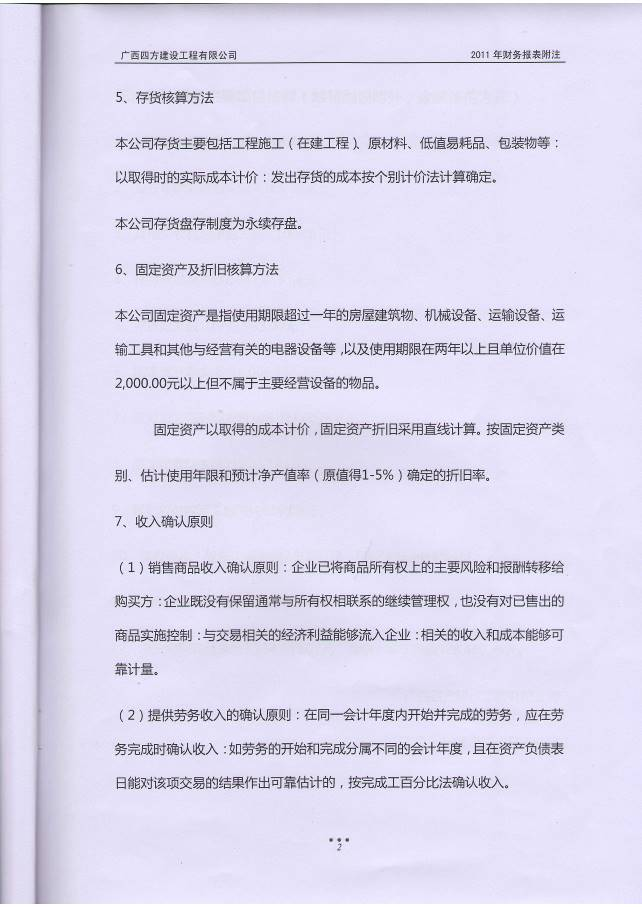 广西四方建设工程有限公司 2011年财务报表附注
5、存货核算方法
本公司存货主要包括工程施工（在建工程）、原材料、低值易耗品、包装物等：
以取得时的实际成本计价：发出存货的成本按个别计价法计算确定。
本公司存货盘存制度为永续存盘。
6、固定资产及折旧核算方法
本公司固定资产是指使用期限超过一年的房屋建筑物、机械设备、运输设备、运
输工具和其他与经营有关的电器设备等，以及使用期限在两年以上且单位价值在
2,000.00元以上但不属于主要经营设备的物品。
固定资产以取得的成本计价，固定资产折旧采用直线计算。按固定资产类
别、估计使用年限和预计净产值率（原值得1-5%）确定的折旧率。
7、收入确认原则
（1）销售商品收入确认原则：企业已将商品所有权上的主要风险和报酬转移给
购买方：企业既没有保留通常与所有权相联系的继续管理权，也没有对已售出的
商品实施控制：与交易相关的经济利益能够流入企业：相关的收入和成本能够可
靠计量。
（2）提供劳务收入的确认原则：在同一会计年度内开始并完成的劳务，应在劳
务完成时确认收入：如劳务的开始和完成分属不同的会计年度，且在资产负债表
日能对该项交易的结果作出可靠估计的，按完成工百分比法确认收入。
2